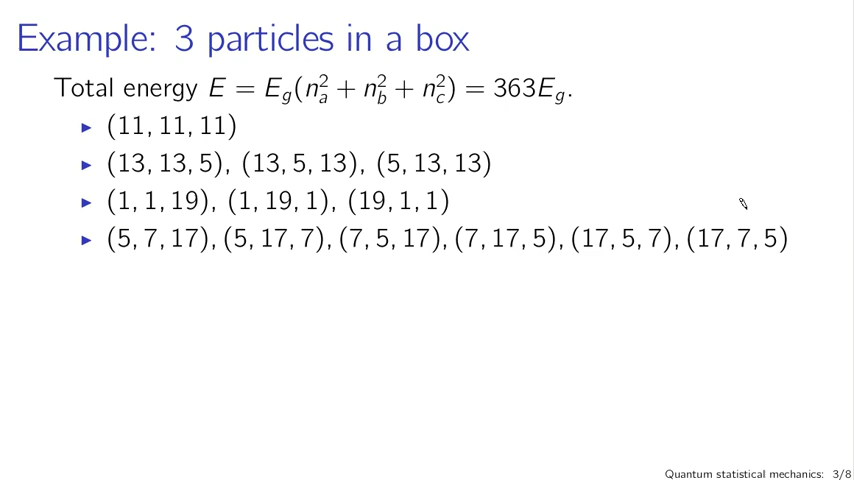 Example: 3 particles in a box
Total energy E = E_g(n_a^2 + n_b^2 + n_c^2) = 363E_g.
▶ (11, 11, 11)
▶ (13, 13, 5), (13, 5, 13), (5, 13, 13)
▶ (1, 1, 19), (1, 19, 1), (19, 1, 1)
▶ (5, 7, 17), (5, 17, 7), (7, 5, 17), (7, 17, 5), (17, 5, 7), (17, 7, 5)
Quantum statistical mechanics: 3/8